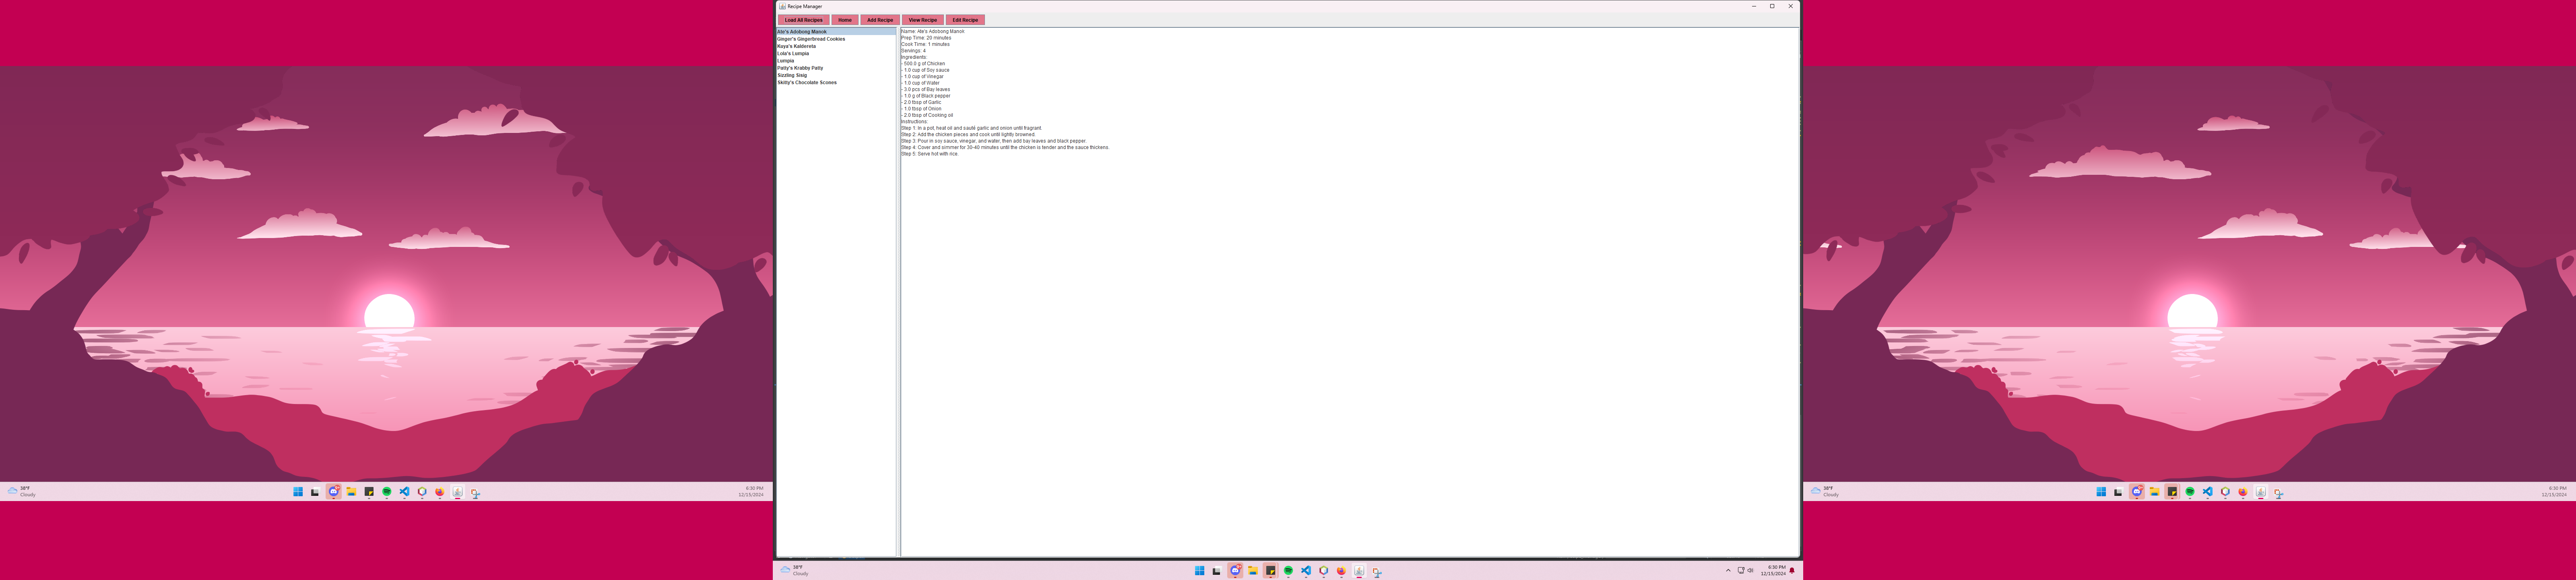 Recipe Manager
Load All Recipes Home Add Recipe View Recipe Edit Recipe
Ate's Adobong Manok
Ginger's Gingerbread Cookies
Kuya's Kaldereta
Lola's Lumpia
Lumpia
Patty's Krabby Patty
Sizzling Sisig
Skitty's Chocolate Scones
Name: Ate's Adobong Manok
Prep Time: 20 minutes
Cook Time: 1 minutes
Servings: 4
Ingredients:
- 500.0 g of Chicken
- 1.0 cup of Soy sauce
- 1.0 cup of Vinegar
- 1.0 cup of Water
- 3.0 pcs of Bay leaves
- 1.0 g of Black pepper
- 2.0 tbsp of Garlic
- 1.0 tbsp of Onion
- 2.0 tbsp of Cooking oil
Instructions:
Step 1: In a pot, heat oil and sauté garlic and onion until fragrant.
Step 2: Add the chicken pieces and cook until lightly browned.
Step 3: Pour in soy sauce, vinegar, and water, then add bay leaves and black pepper.
Step 4: Cover and simmer for 30-40 minutes until the chicken is tender and the sauce thickens.
Step 5: Serve hot with rice.
38°F
Cloudy
6:30 PM
12/15/2024
38°F
Cloudy
6:30 PM
12/15/2024
38°F
Cloudy
6:30 PM
12/15/2024